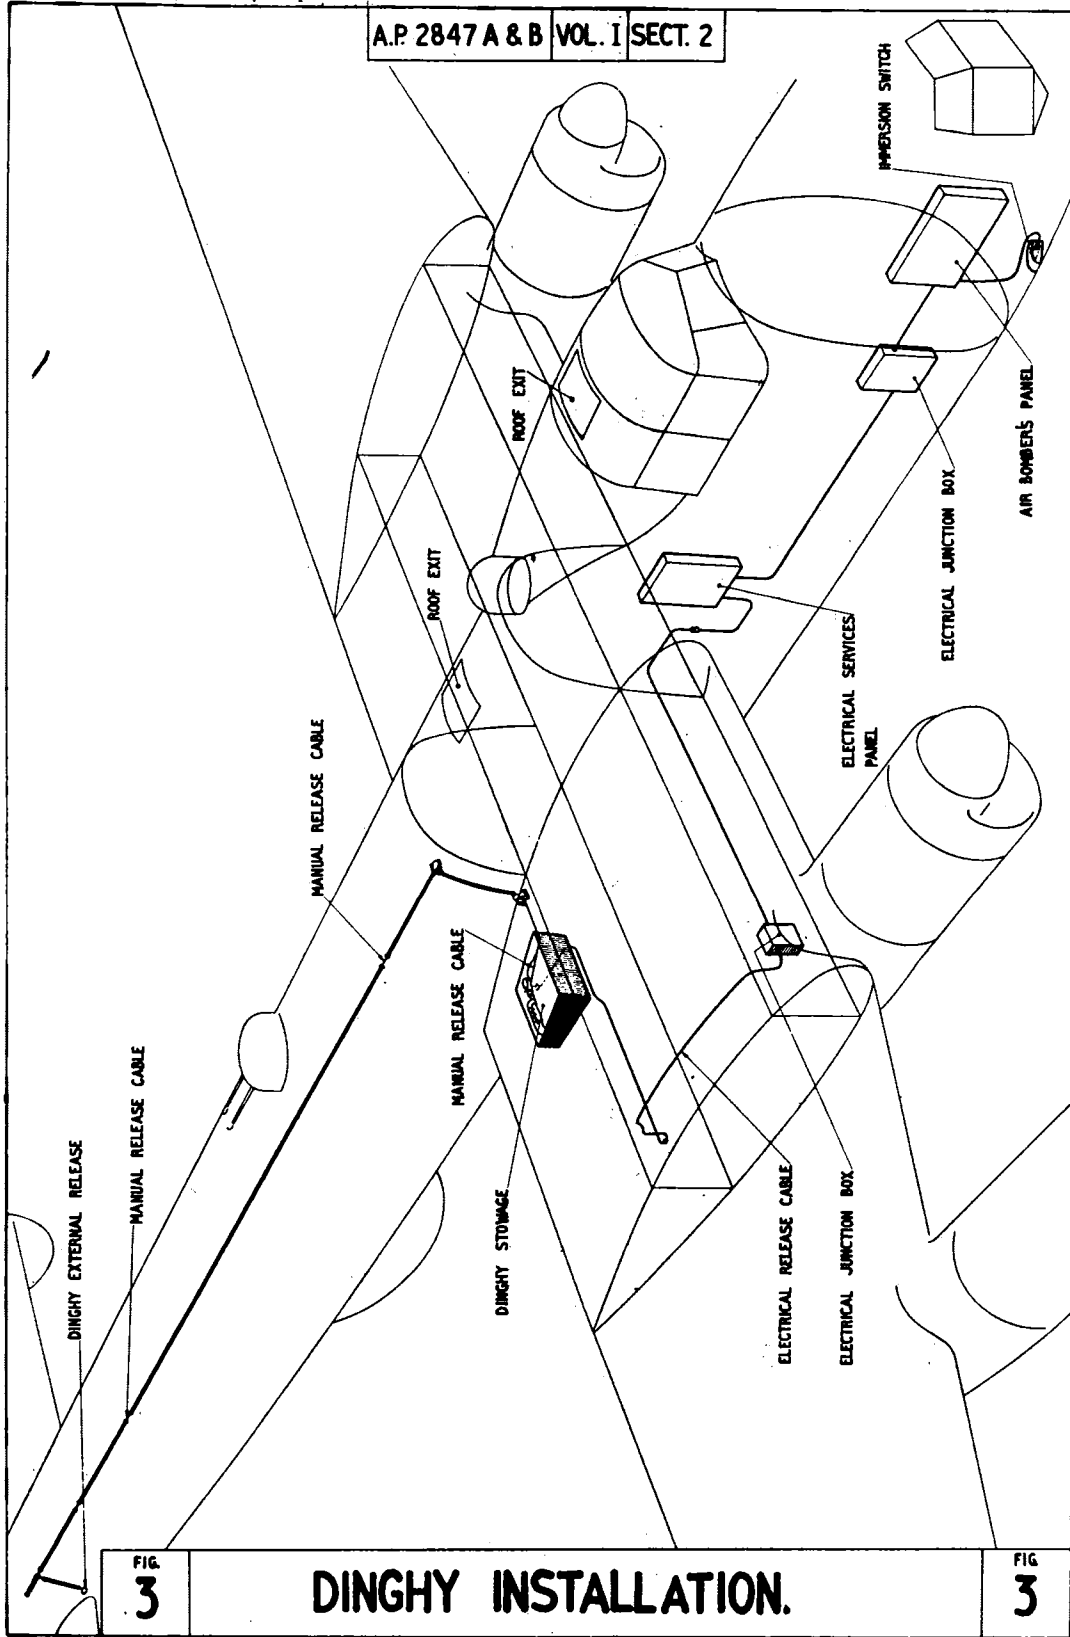 A.P. 2847 A & B VOL. I SECT. 2
IMMERSION SWITCH
ROOF EXIT
ROOF EXIT
AIR BOMBER'S PANEL
ELECTRICAL JUNCTION BOX
ELECTRICAL SERVICES
PANEL
MANUAL RELEASE CABLE
MANUAL RELEASE CABLE
MANUAL RELEASE CABLE
DINGHY EXTERNAL RELEASE
DINGHY STOWAGE
ELECTRICAL RELEASE CABLE
ELECTRICAL JUNCTION BOX
FIG. 3
DINGHY INSTALLATION.
FIG 3